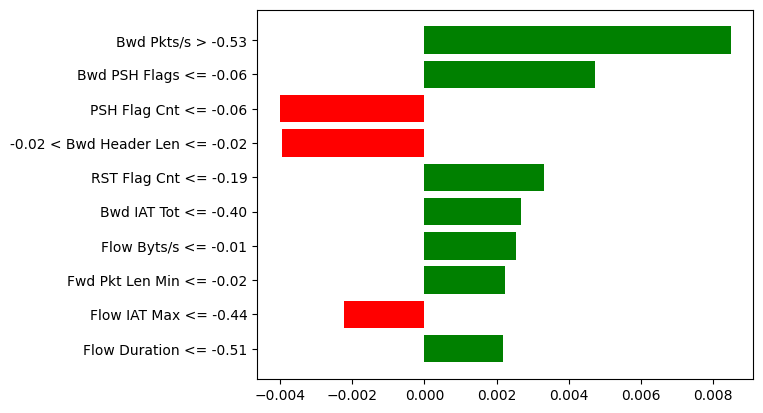 Bwd Pkts/s > -0.53
Bwd PSH Flags <= -0.06
PSH Flag Cnt <= -0.06
-0.02 < Bwd Header Len <= -0.02
RST Flag Cnt <= -0.19
Bwd IAT Tot <= -0.40
Flow Byts/s <= -0.01
Fwd Pkt Len Min <= -0.02
Flow IAT Max <= -0.44
Flow Duration <= -0.51
−0.004 −0.002 0.000 0.002 0.004 0.006 0.008